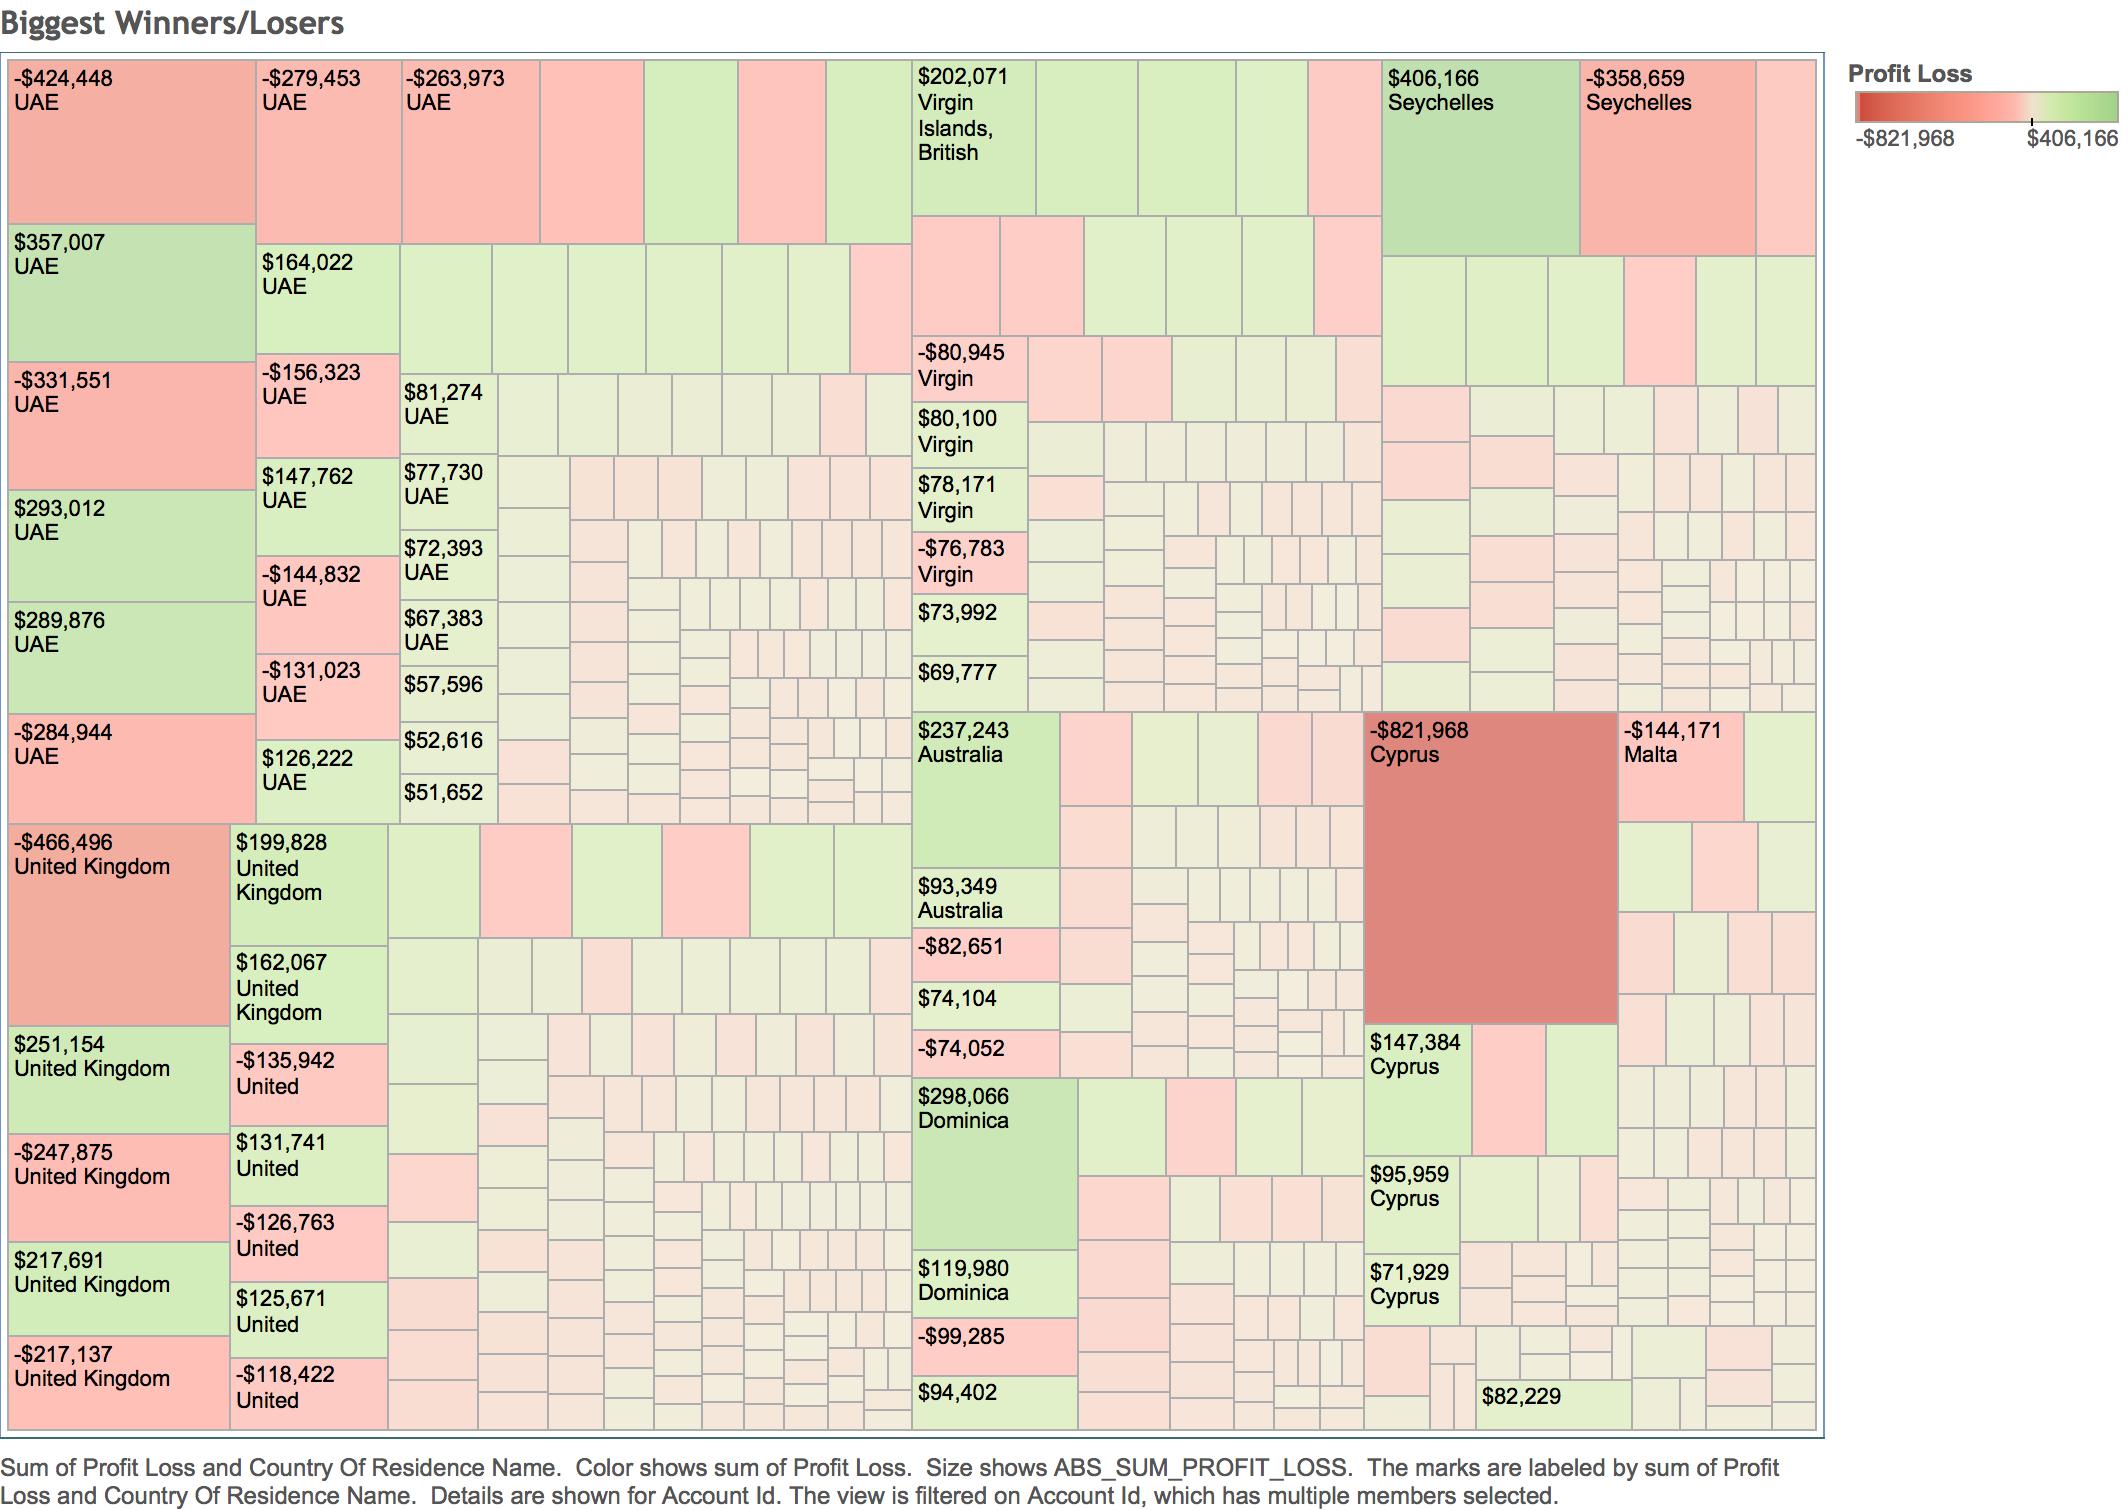 Biggest Winners/Losers
-$424,448
UAE
-$279,453
UAE
-$263,973
UAE
$357,007
UAE
$164,022
UAE
-$331,551
UAE
-$156,323
UAE
$81,274
UAE
$147,762
UAE
$77,730
UAE
$293,012
UAE
-$144,832
UAE
$72,393
UAE
$289,876
UAE
-$131,023
UAE
$67,383
UAE
$57,596
-$284,944
UAE
$126,222
UAE
$52,616
$51,652
$202,071
Virgin
Islands,
British
-$80,945
Virgin
$80,100
Virgin
$78,171
Virgin
-$76,783
Virgin
$73,992
$69,777
$406,166
Seychelles
-$358,659
Seychelles
-$466,496
United Kingdom
$199,828
United
Kingdom
$162,067
United
Kingdom
$251,154
United Kingdom
-$135,942
United
-$247,875
United Kingdom
$131,741
United
-$126,763
United
$217,691
United Kingdom
$125,671
United
-$217,137
United Kingdom
-$118,422
United
$237,243
Australia
$93,349
Australia
-$82,651
$74,104
-$74,052
$298,066
Dominica
$119,980
Dominica
-$99,285
$94,402
-$821,968
Cyprus
$147,384
Cyprus
$95,959
Cyprus
$71,929
Cyprus
-$144,171
Malta
$82,229
Profit Loss
-$821,968
$406,166
Sum of Profit Loss and Country Of Residence Name.  Color shows sum of Profit Loss.  Size shows ABS_SUM_PROFIT_LOSS.  The marks are labeled by sum of Profit
Loss and Country Of Residence Name.  Details are shown for Account Id. The view is filtered on Account Id, which has multiple members selected.